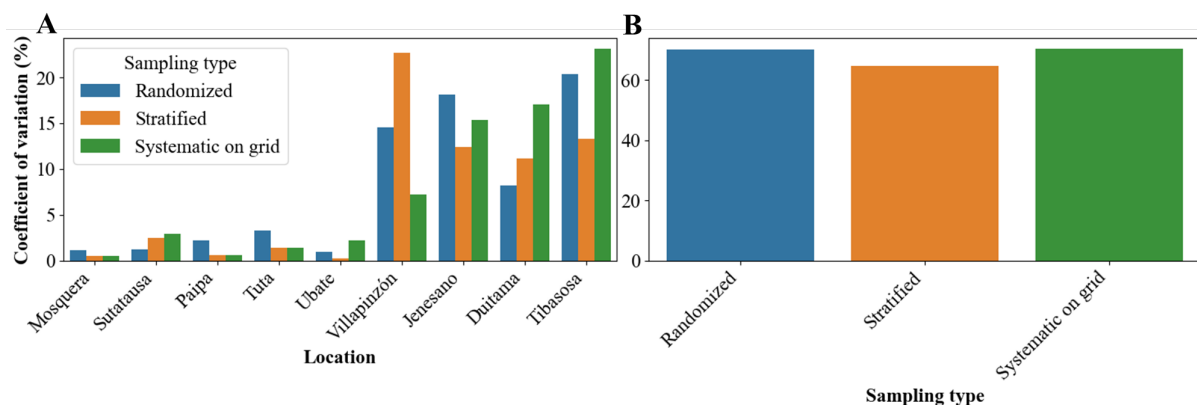 A
Coefficient of variation (%)
20
15
10
5
0
Sampling type
Randomized
Stratified
Systematic on grid
Mosquera
Sutatausa
Paipa
Tuta
Ubate
Villapinzón
Jenesano
Duitama
Tibasosa
Location
B
60
40
20
0
Randomized
Stratified
Systematic on grid
Sampling type